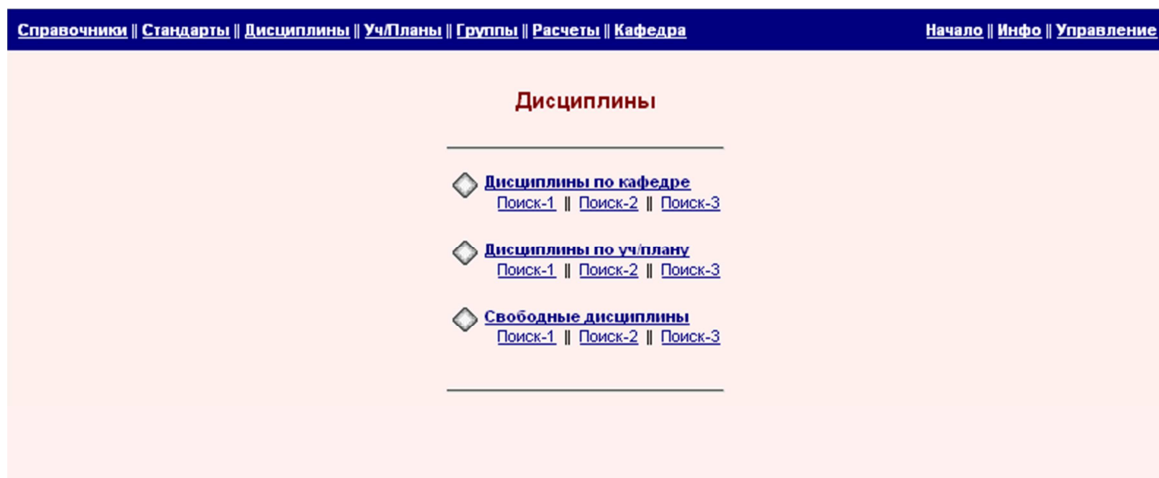 Справочники || Стандарты || Дисциплины || Уч/Планы || Группы || Расчеты || Кафедра Начало || Инфо || Управление
Дисциплины
Дисциплины по кафедре
Поиск-1 || Поиск-2 || Поиск-3
Дисциплины по уч/плану
Поиск-1 || Поиск-2 || Поиск-3
Свободные дисциплины
Поиск-1 || Поиск-2 || Поиск-3